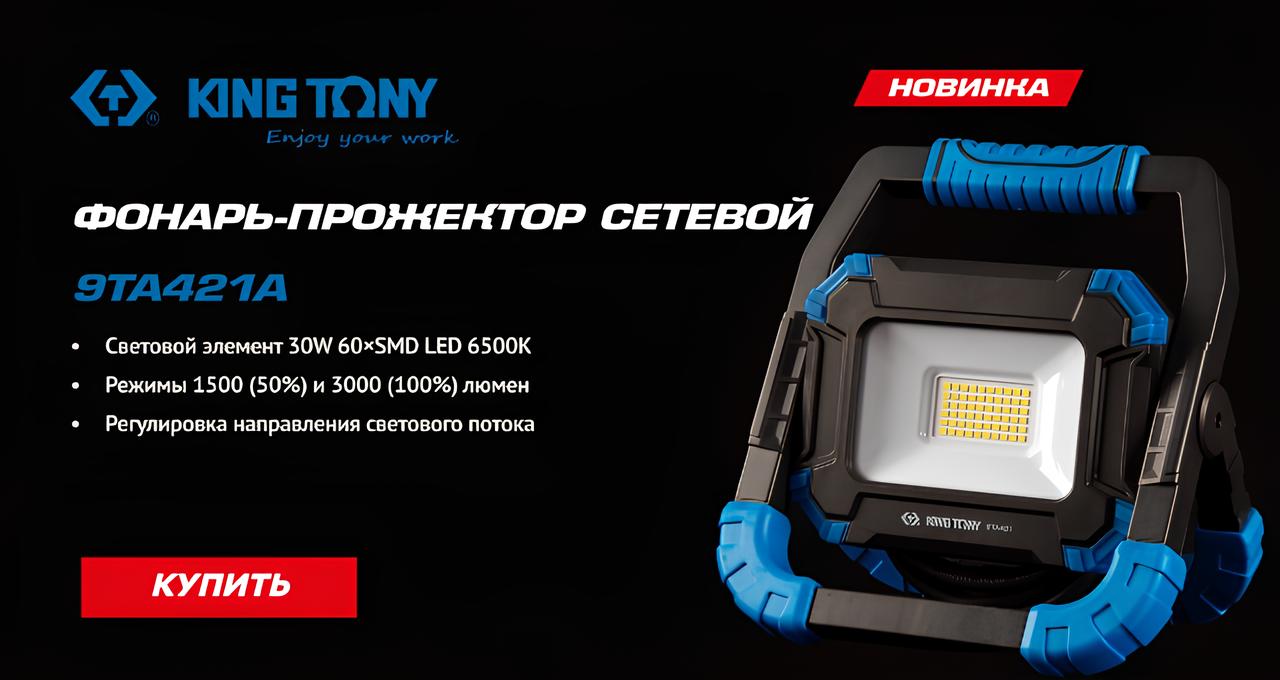 KING TONY
®
Enjoy your work
НОВИНКА
ФОНАРЬ-ПРОЖЕКТОР СЕТЕВОЙ
9TA421A
• Световой элемент 30W 60×SMD LED 6500K
• Режимы 1500 (50%) и 3000 (100%) люмен
• Регулировка направления светового потока
KING TONY
КУПИТЬ